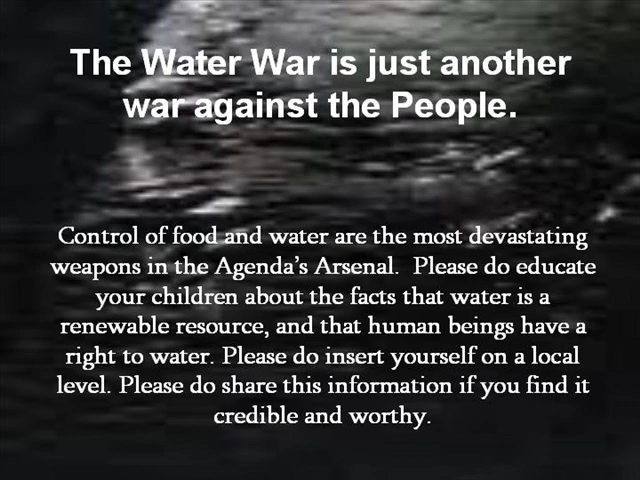 The Water War is just another
war against the People.
Control of food and water are the most devastating
weapons in the Agenda's Arsenal.  Please do educate
your children about the facts that water is a
renewable resource, and that human beings have a
right to water. Please do insert yourself on a local
level. Please do share this information if you find it
credible and worthy.